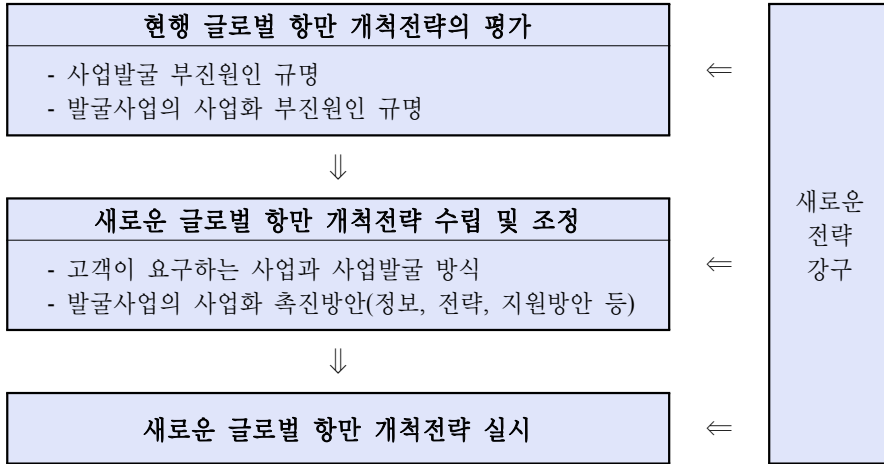 현행 글로벌 항만 개척전략의 평가
- 사업발굴 부진원인 규명
- 발굴사업의 사업화 부진원인 규명
⇐
⇓
새로운 글로벌 항만 개척전략 수립 및 조정
- 고객이 요구하는 사업과 사업발굴 방식
- 발굴사업의 사업화 촉진방안(정보, 전략, 지원방안 등)
⇐
⇓
새로운 글로벌 항만 개척전략 실시
⇐
새로운
전략
강구